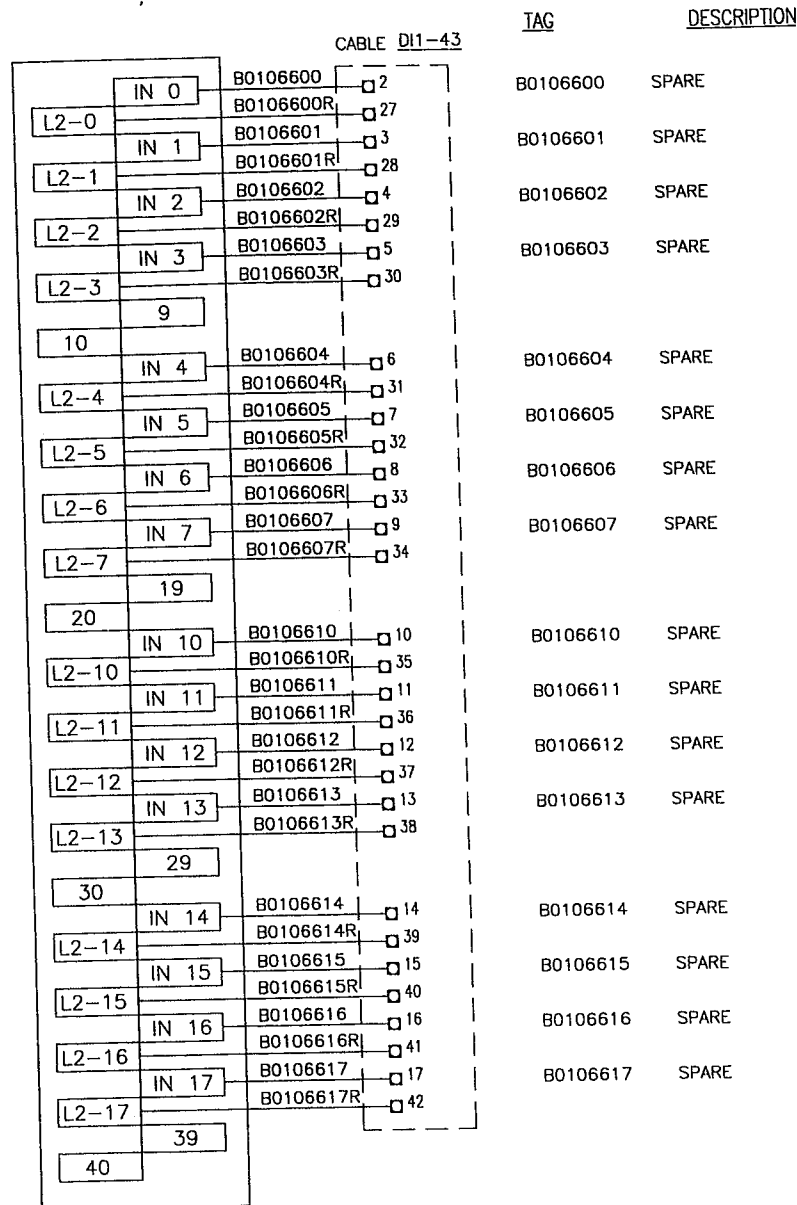 TAG DESCRIPTION
CABLE DI1-43
IN 0 B0106600 2 B0106600 SPARE
L2-0 B0106600R 27
IN 1 B0106601 3 B0106601 SPARE
L2-1 B0106601R 28
IN 2 B0106602 4 B0106602 SPARE
L2-2 B0106602R 29
IN 3 B0106603 5 B0106603 SPARE
L2-3 B0106603R 30
9
10
IN 4 B0106604 6 B0106604 SPARE
L2-4 B0106604R 31
IN 5 B0106605 7 B0106605 SPARE
L2-5 B0106605R 32
IN 6 B0106606 8 B0106606 SPARE
L2-6 B0106606R 33
IN 7 B0106607 9 B0106607 SPARE
L2-7 B0106607R 34
19
20
IN 10 B0106610 10 B0106610 SPARE
L2-10 B0106610R 35
IN 11 B0106611 11 B0106611 SPARE
L2-11 B0106611R 36
IN 12 B0106612 12 B0106612 SPARE
L2-12 B0106612R 37
IN 13 B0106613 13 B0106613 SPARE
L2-13 B0106613R 38
29
30
IN 14 B0106614 14 B0106614 SPARE
L2-14 B0106614R 39
IN 15 B0106615 15 B0106615 SPARE
L2-15 B0106615R 40
IN 16 B0106616 16 B0106616 SPARE
L2-16 B0106616R 41
IN 17 B0106617 17 B0106617 SPARE
L2-17 B0106617R 42
39
40